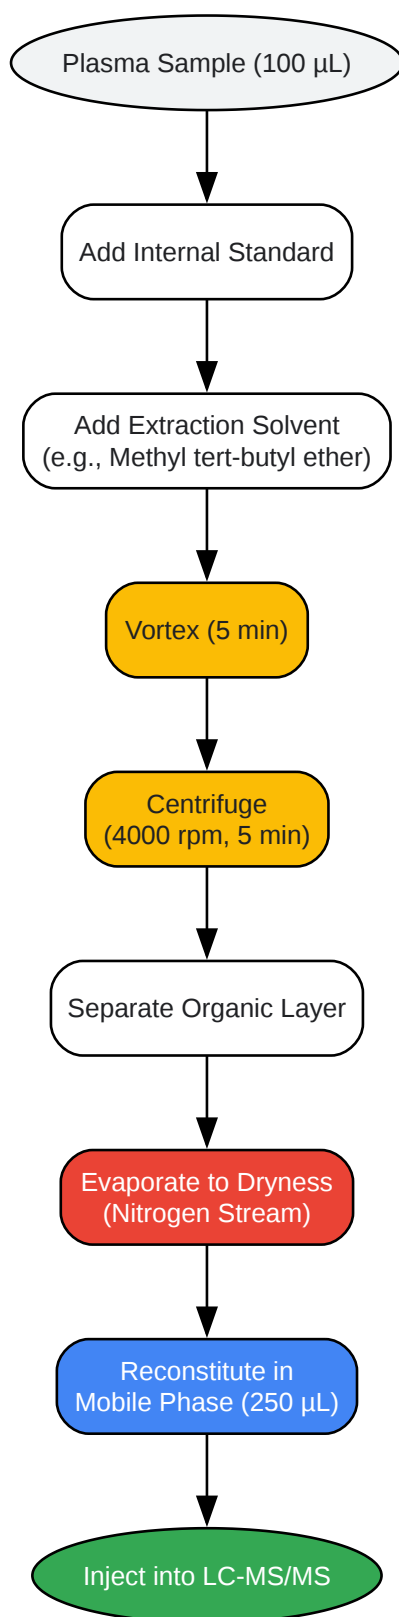 Plasma Sample (100 µL)
Add Internal Standard
Add Extraction Solvent
(e.g., Methyl tert-butyl ether)
Vortex (5 min)
Centrifuge
(4000 rpm, 5 min)
Separate Organic Layer
Evaporate to Dryness
(Nitrogen Stream)
Reconstitute in
Mobile Phase (250 µL)
Inject into LC-MS/MS